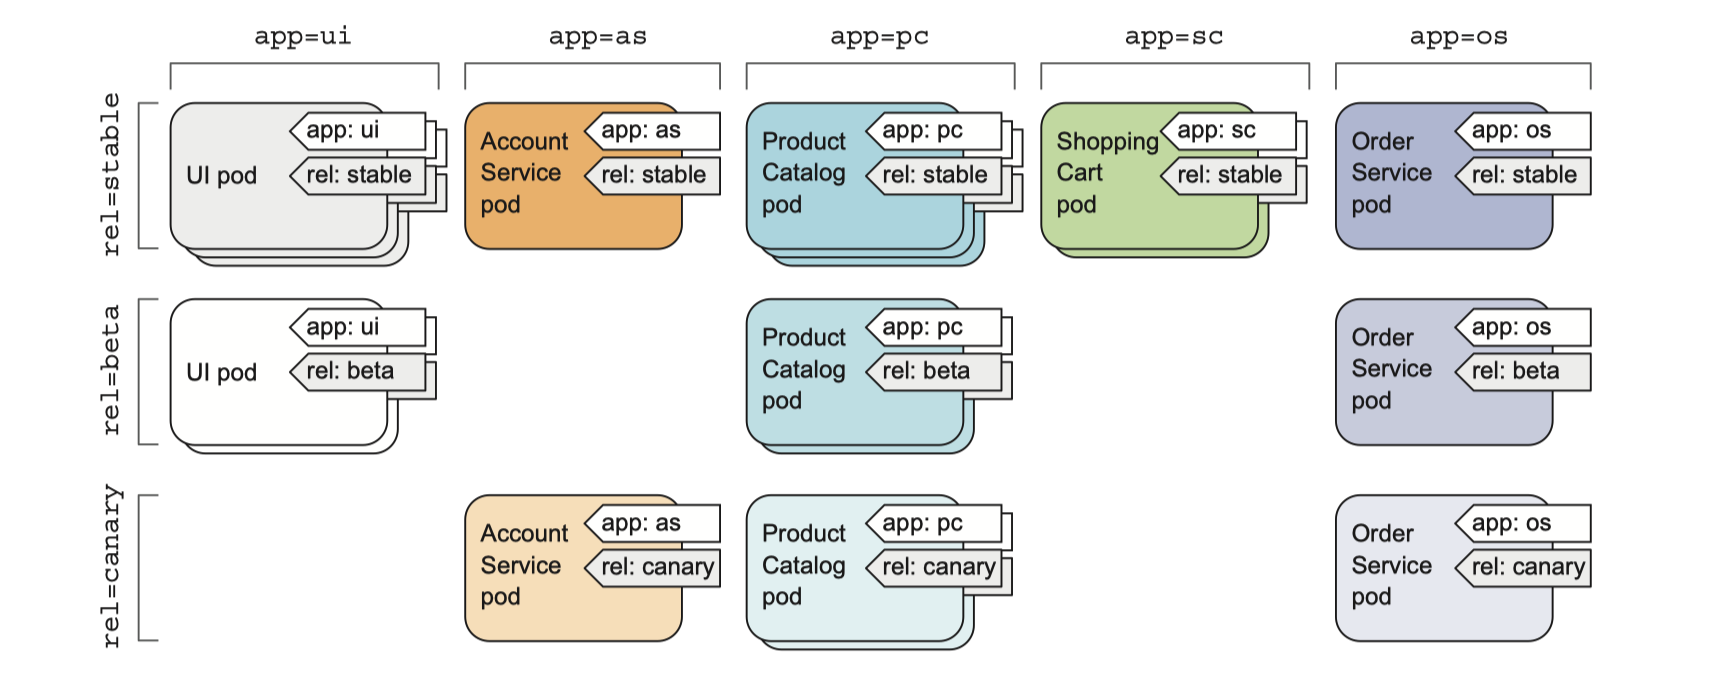 app=ui
app=as
app=pc
app=sc
app=os
rel=stable
UI pod
app: ui
rel: stable
Account
Service
pod
app: as
rel: stable
Product
Catalog
pod
app: pc
rel: stable
Shopping
Cart
pod
app: sc
rel: stable
Order
Service
pod
app: os
rel: stable
rel=beta
UI pod
app: ui
rel: beta
Product
Catalog
pod
app: pc
rel: beta
Order
Service
pod
app: os
rel: beta
rel=canary
Account
Service
pod
app: as
rel: canary
Product
Catalog
pod
app: pc
rel: canary
Order
Service
pod
app: os
rel: canary